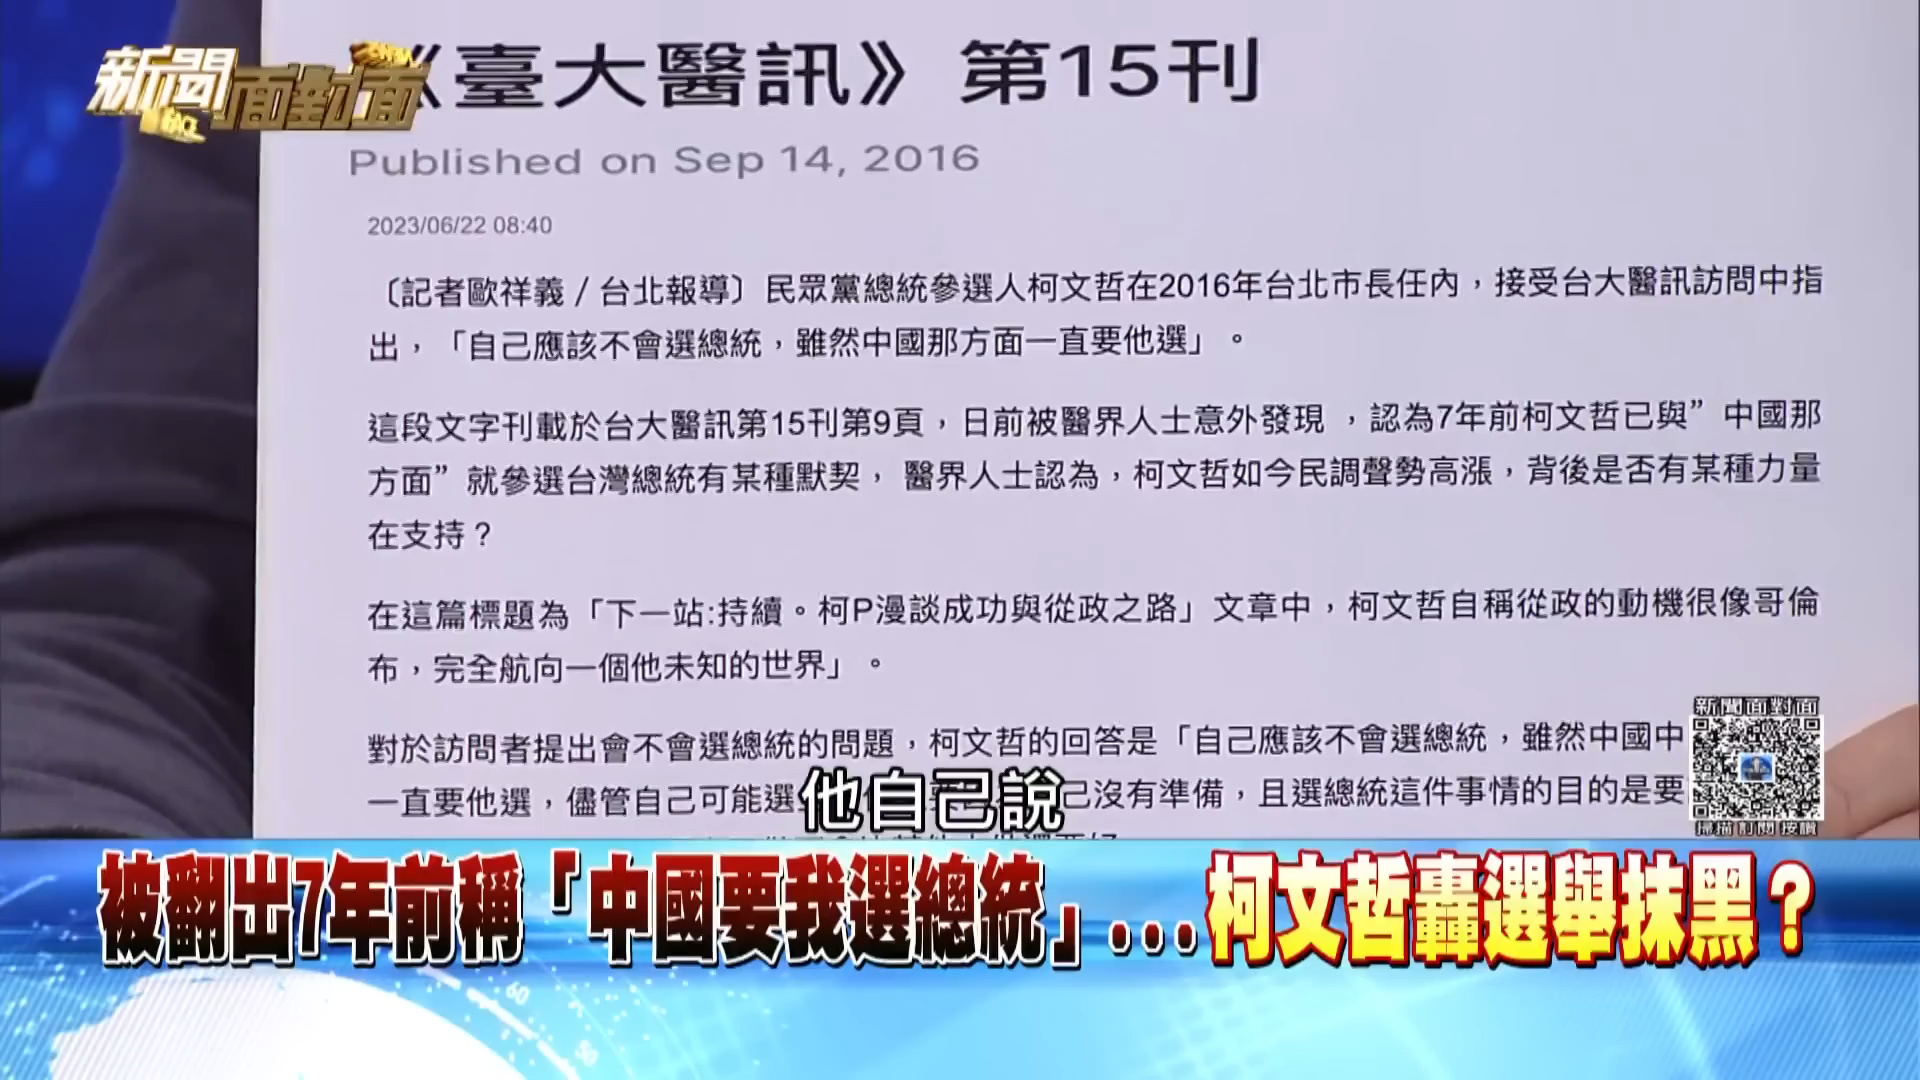 新聞面對面
《臺大醫訊》第15刊
Published on Sep 14, 2016
2023/06/22 08:40
〔記者歐祥義／台北報導〕民眾黨總統參選人柯文哲在2016年台北市長任內，接受台大醫訊訪問中指
出，「自己應該不會選總統，雖然中國那方面一直要他選」。
這段文字刊載於台大醫訊第15刊第9頁，日前被醫界人士意外發現 ，認為7年前柯文哲已與”中國那
方面”就參選台灣總統有某種默契， 醫界人士認為，柯文哲如今民調聲勢高漲，背後是否有某種力量
在支持？
在這篇標題為「下一站:持續。柯P漫談成功與從政之路」文章中，柯文哲自稱從政的動機很像哥倫
布，完全航向一個他未知的世界」。
對於訪問者提出會不會選總統的問題，柯文哲的回答是「自己應該不會選總統，雖然中國中
一直要他選，儘管自己可能選 己沒有準備，且選總統這件事情的目的是要
他自己說
新聞面對面
掃描訂閱按讚
被翻出7年前稱「中國要我選總統」...柯文哲轟選舉抹黑？